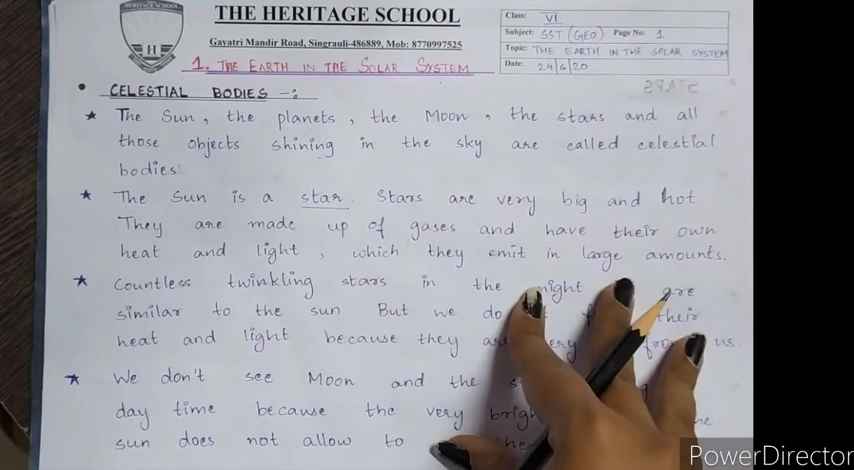 HERITAGE SCHOOL
H
THE HERITAGE SCHOOL
Gayatri Mandir Road, Singrauli-486889, Mob: 8770997525
Class: VI
Subject: SST (GEO) Page No: 1
Topic: THE EARTH IN THE SOLAR SYSTEM
Date: 24/6/20
1. THE EARTH IN THE SOLAR SYSTEM
STARS
• CELESTIAL BODIES -:
★ The Sun, the planets, the Moon, the stars and all
those objects shining in the sky are called celestial
bodies.
★ The Sun is a star. Stars are very big and hot
They are made up of gases and have their own
heat and light, which they emit in large amounts.
★ Countless twinkling stars in the night are
similar to the sun But we do their
heat and light because they from us.
★ We don't see Moon and the
day time because the very
sun does not allow to the
PowerDirector